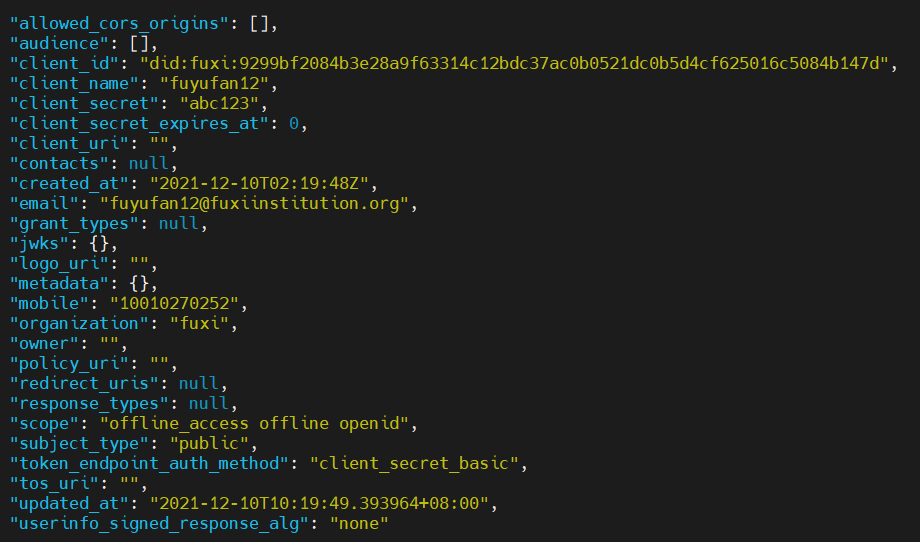 "allowed_cors_origins": [],
"audience": [],
"client_id": "did:fuxi:9299bf2084b3e28a9f63314c12bdc37ac0b0521dc0b5d4cf625016c5084b147d",
"client_name": "fuyufan12",
"client_secret": "abc123",
"client_secret_expires_at": 0,
"client_uri": "",
"contacts": null,
"created_at": "2021-12-10T02:19:48Z",
"email": "fuyufan12@fuxiinstitution.org",
"grant_types": null,
"jwks": {},
"logo_uri": "",
"metadata": {},
"mobile": "10010270252",
"organization": "fuxi",
"owner": "",
"policy_uri": "",
"redirect_uris": null,
"response_types": null,
"scope": "offline_access offline openid",
"subject_type": "public",
"token_endpoint_auth_method": "client_secret_basic",
"tos_uri": "",
"updated_at": "2021-12-10T10:19:49.393964+08:00",
"userinfo_signed_response_alg": "none"